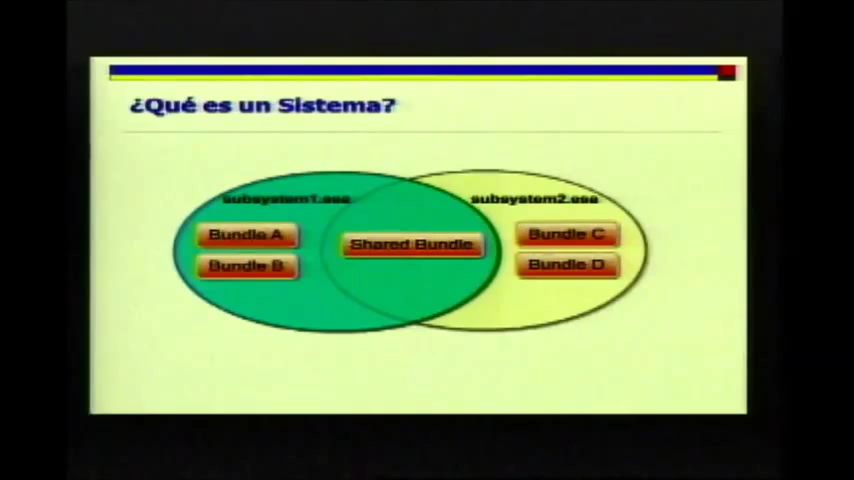 ¿Qué es un Sistema?
subsystem1.esa
subsystem2.esa
Bundle A
Bundle B
Shared Bundle
Bundle C
Bundle D